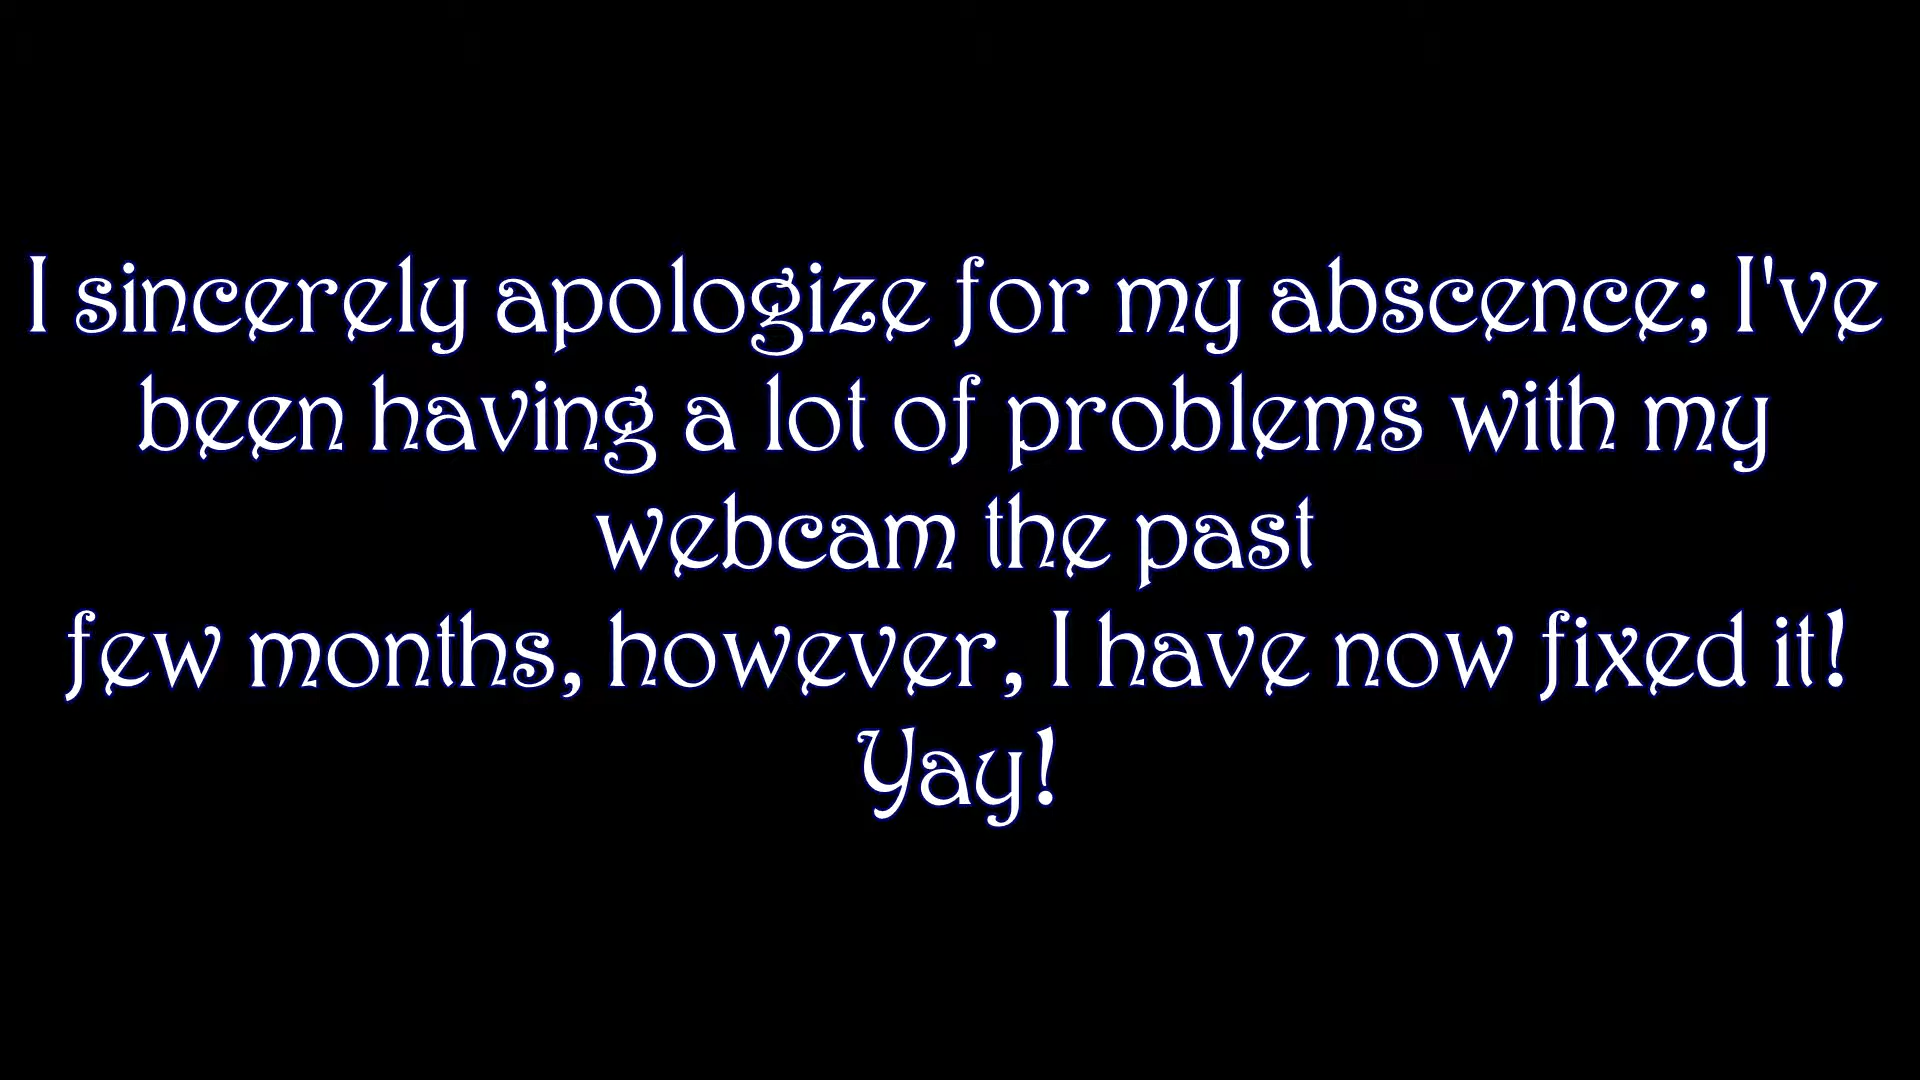 I sincerely apologize for my abscence; I've
been having a lot of problems with my
webcam the past
few months, however, I have now fixed it!
Yay!